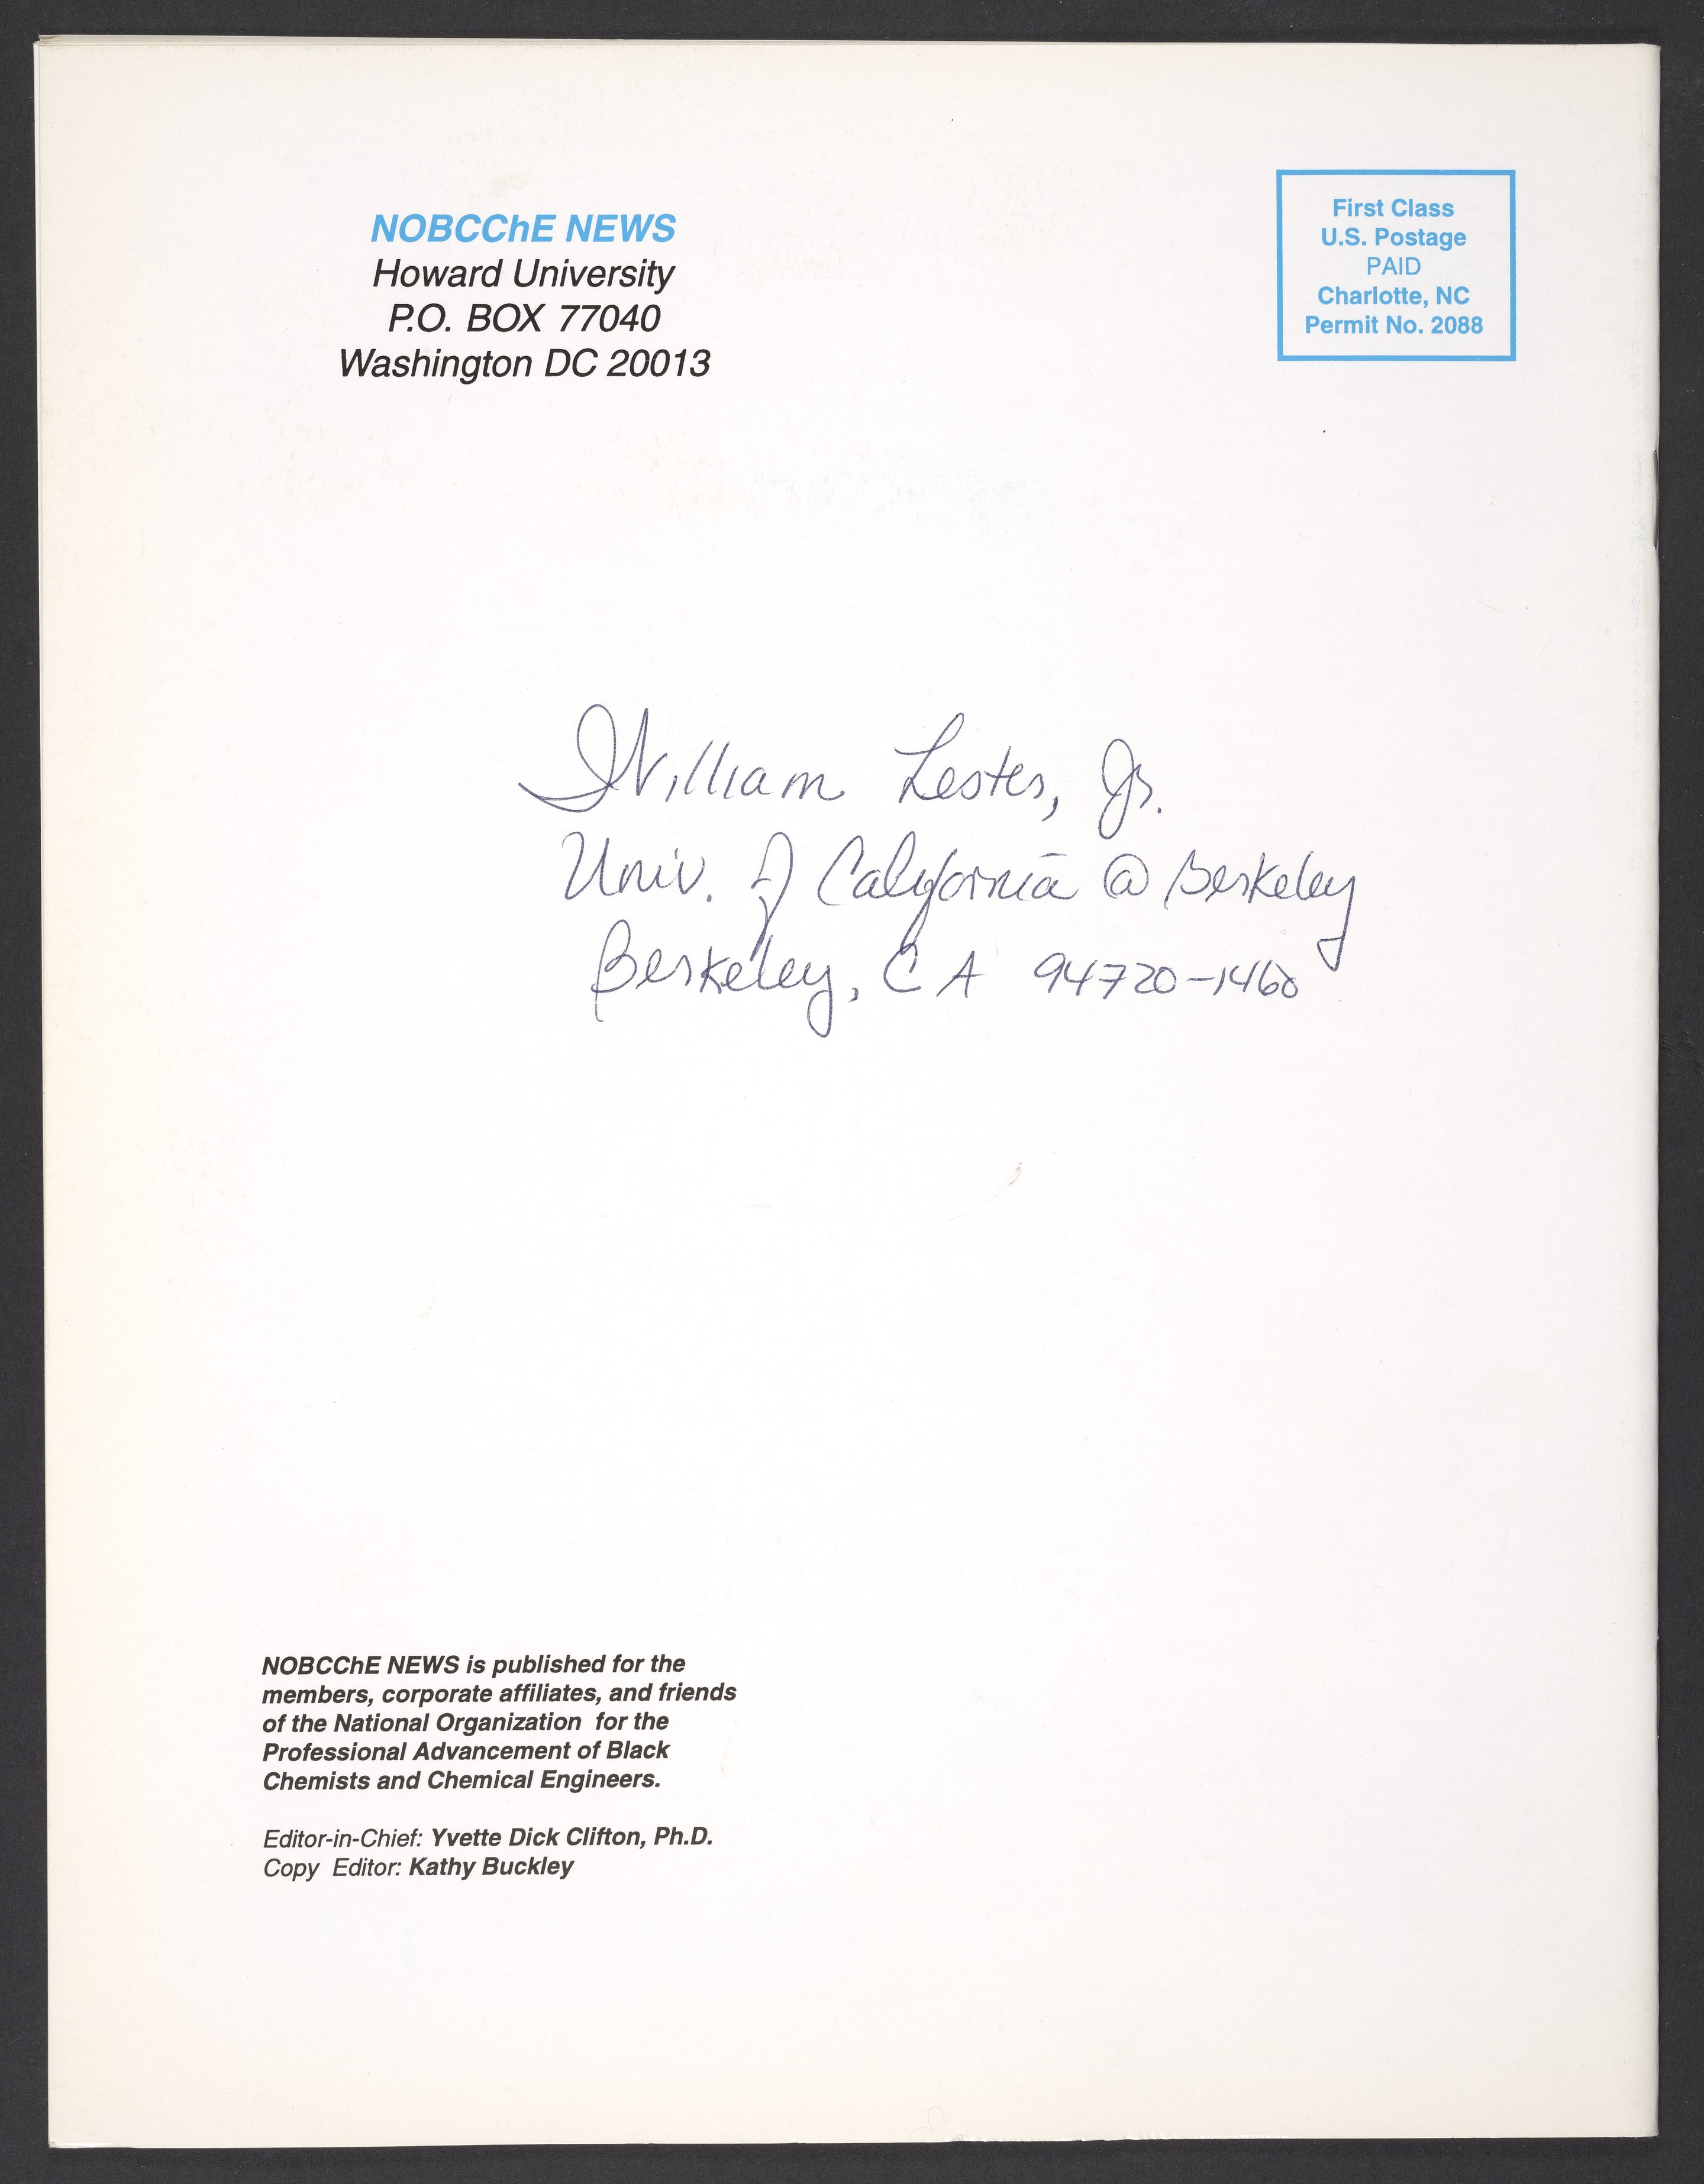 NOBCChE NEWS
Howard University
P.O. BOX 77040
Washington DC 20013
First Class
U.S. Postage
PAID
Charlotte, NC
Permit No. 2088
William Lester, Jr.
Univ. of California @ Berkeley
Berkeley, CA 94720-1460
NOBCChE NEWS is published for the
members, corporate affiliates, and friends
of the National Organization for the
Professional Advancement of Black
Chemists and Chemical Engineers.
Editor-in-Chief: Yvette Dick Clifton, Ph.D.
Copy Editor: Kathy Buckley